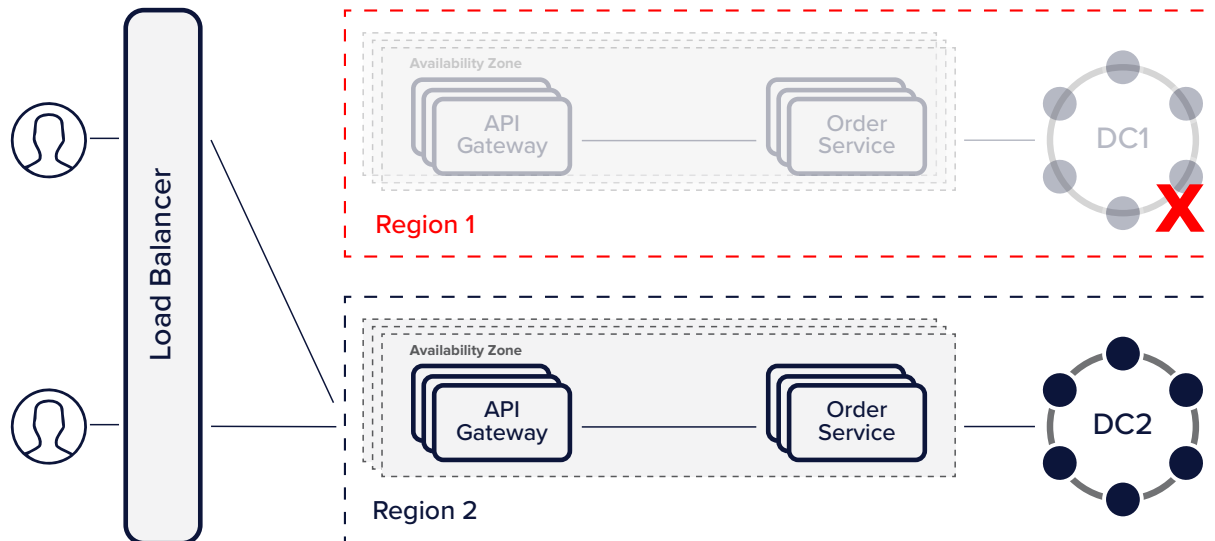 Load Balancer
Availability Zone
API
Gateway
Order
Service
DC1
X
Region 1
Availability Zone
API
Gateway
Order
Service
DC2
Region 2